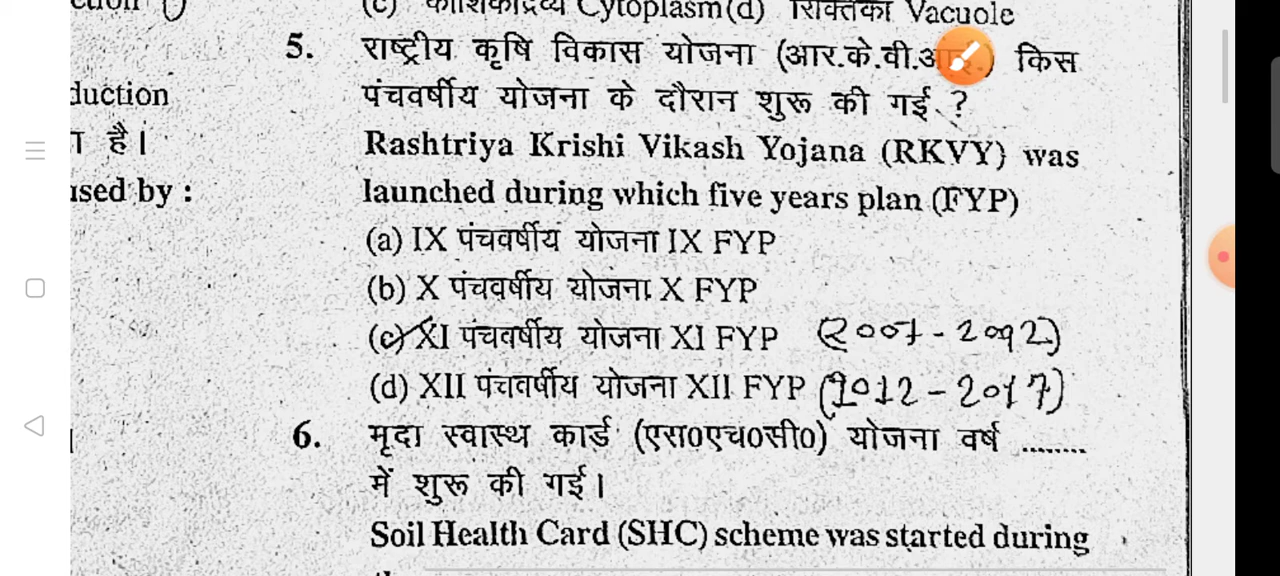 (c) कोशिकाद्रव्य Cytoplasm (d) रिक्तिका Vacuole
5. राष्ट्रीय कृषि विकास योजना (आर.के.वी. किस
duction पंचवर्षीय योजना के दौरान शुरू की गई ?
है। Rashtriya Krishi Vikash Yojana (RKVY) was
used by : launched during which five years plan (FYP)
(a) IX पंचवर्षीय योजना IX FYP
(b) X पंचवर्षीय योजना X FYP
(c) XI पंचवर्षीय योजना XI FYP (2007-2012)
(d) XII पंचवर्षीय योजना XII FYP (2012-2017)
6. मृदा स्वास्थ कार्ड (एस०एच०सी०) योजना वर्ष ........
में शुरू की गई।
Soil Health Card (SHC) scheme was started during